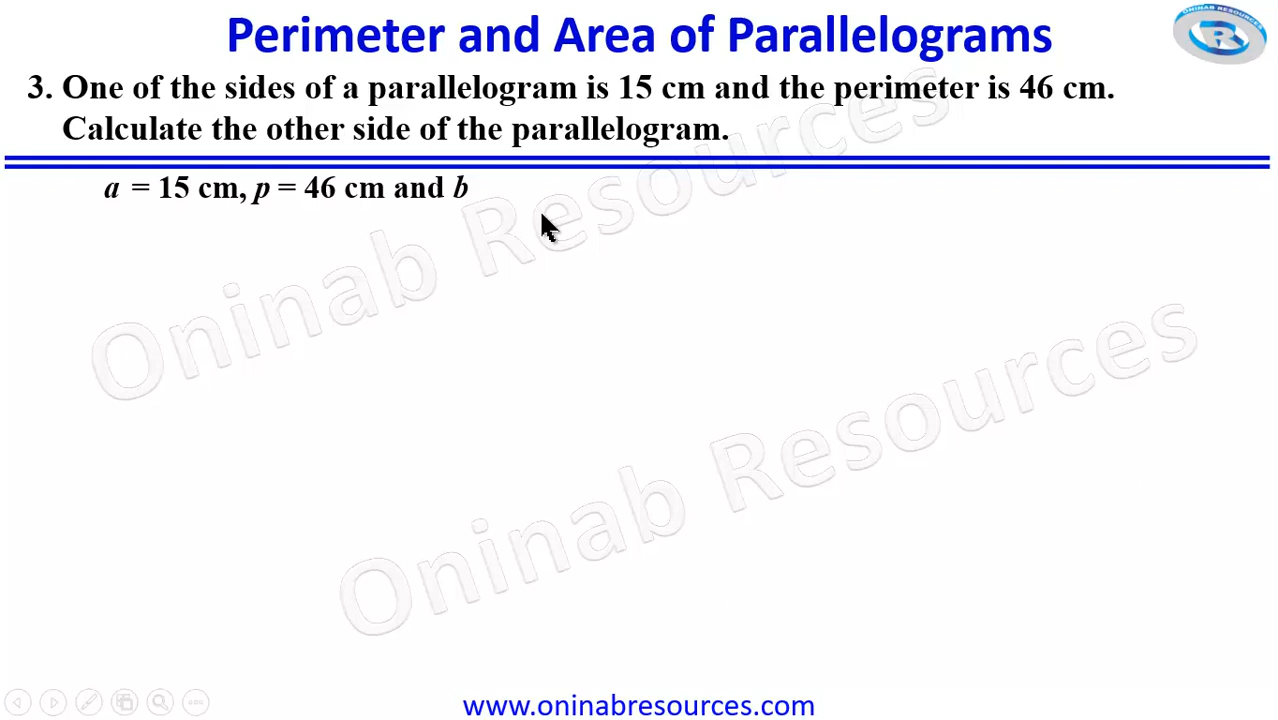 Perimeter and Area of Parallelograms
ONINAB RESOURCES
R
3. One of the sides of a parallelogram is 15 cm and the perimeter is 46 cm.
Calculate the other side of the parallelogram.
a = 15 cm, p = 46 cm and b
Oninab Resources
Oninab Resources
www.oninabresources.com